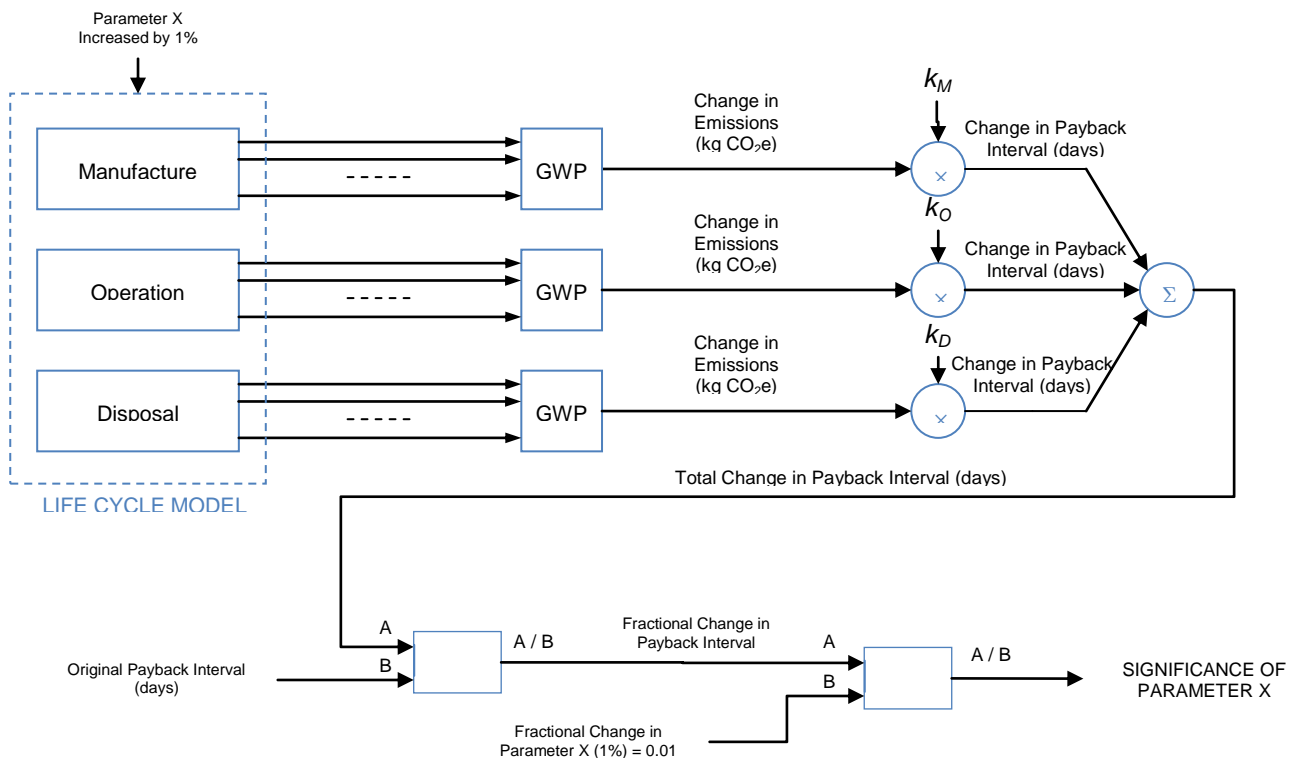 Parameter X
Increased by 1%
Manufacture
Operation
Disposal
LIFE CYCLE MODEL
- - - - -
- - - - -
- - - - -
GWP
GWP
GWP
Change in
Emissions
(kg CO₂e)
Change in
Emissions
(kg CO₂e)
Change in
Emissions
(kg CO₂e)
k_M
×
k_O
×
k_D
×
Change in Payback
Interval (days)
Change in Payback
Interval (days)
Change in Payback
Interval (days)
Σ
Total Change in Payback Interval (days)
Original Payback Interval
(days)
A
B
A / B
Fractional Change in
Payback Interval
Fractional Change in
Parameter X (1%) = 0.01
A
B
A / B
SIGNIFICANCE OF
PARAMETER X